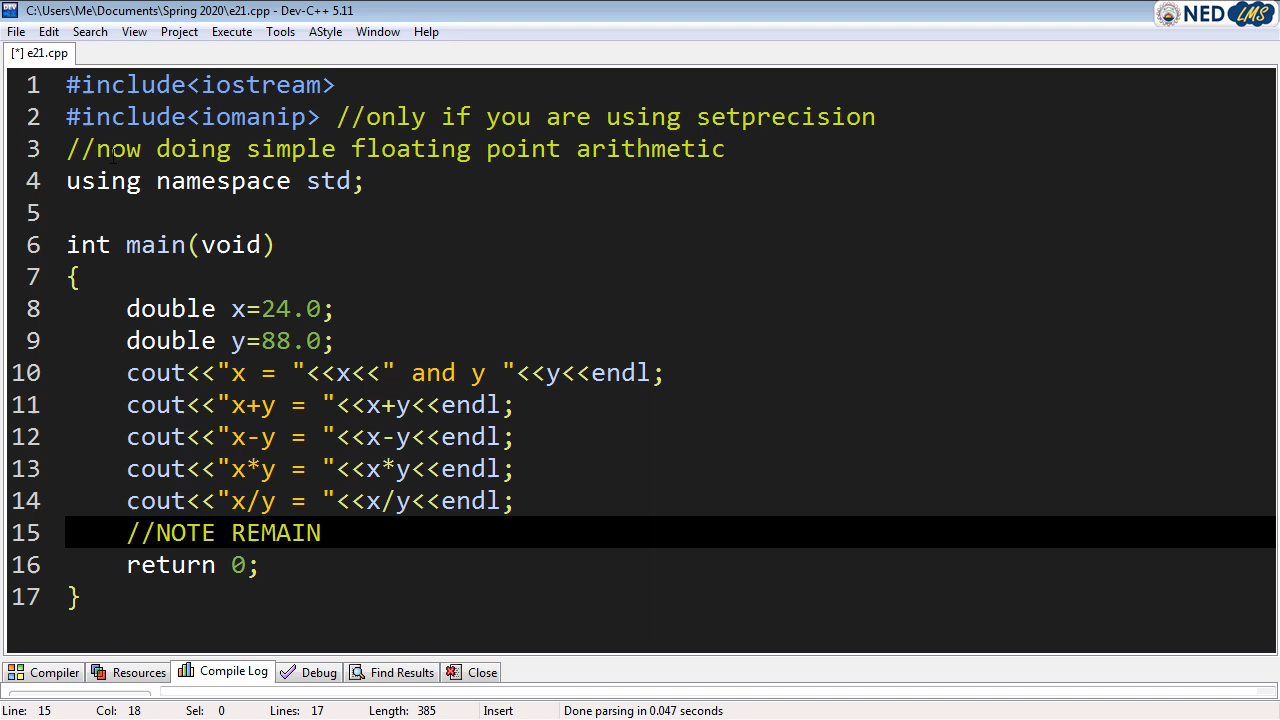 C:\Users\Me\Documents\Spring 2020\e21.cpp - Dev-C++ 5.11
NED LMS
File Edit Search View Project Execute Tools AStyle Window Help
[*] e21.cpp
1 #include<iostream>
2 #include<iomanip> //only if you are using setprecision
3 //now doing simple floating point arithmetic
4 using namespace std;
5
6 int main(void)
7 {
8 double x=24.0;
9 double y=88.0;
10 cout<<"x = "<<x<<" and y "<<y<<endl;
11 cout<<"x+y = "<<x+y<<endl;
12 cout<<"x-y = "<<x-y<<endl;
13 cout<<"x*y = "<<x*y<<endl;
14 cout<<"x/y = "<<x/y<<endl;
15 //NOTE REMAIN
16 return 0;
17 }
Compiler Resources Compile Log Debug Find Results Close
Line: 15 Col: 18 Sel: 0 Lines: 17 Length: 385 Insert Done parsing in 0.047 seconds